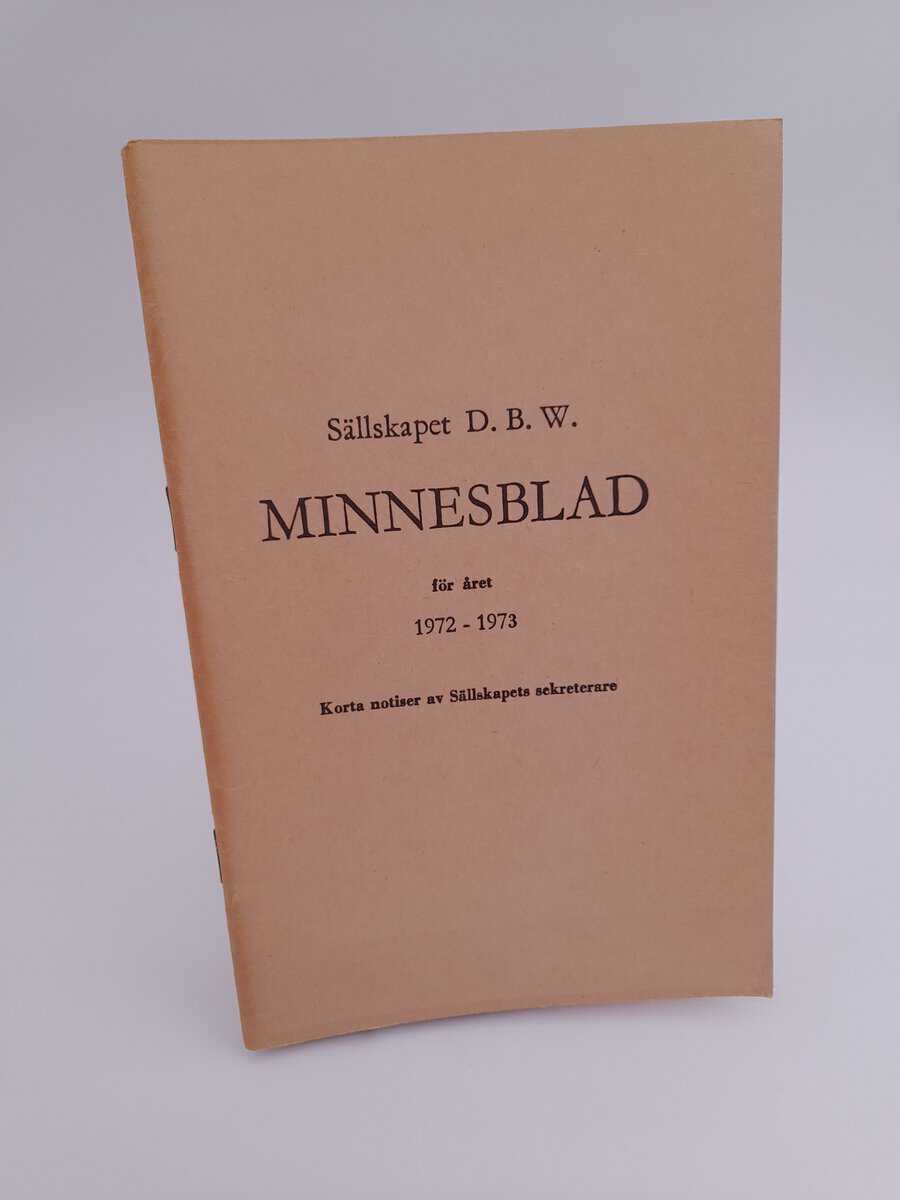 Sällskapet D. B. W.
MINNESBLAD
för året
1972 - 1973
Korta notiser av Sällskapets sekreterare